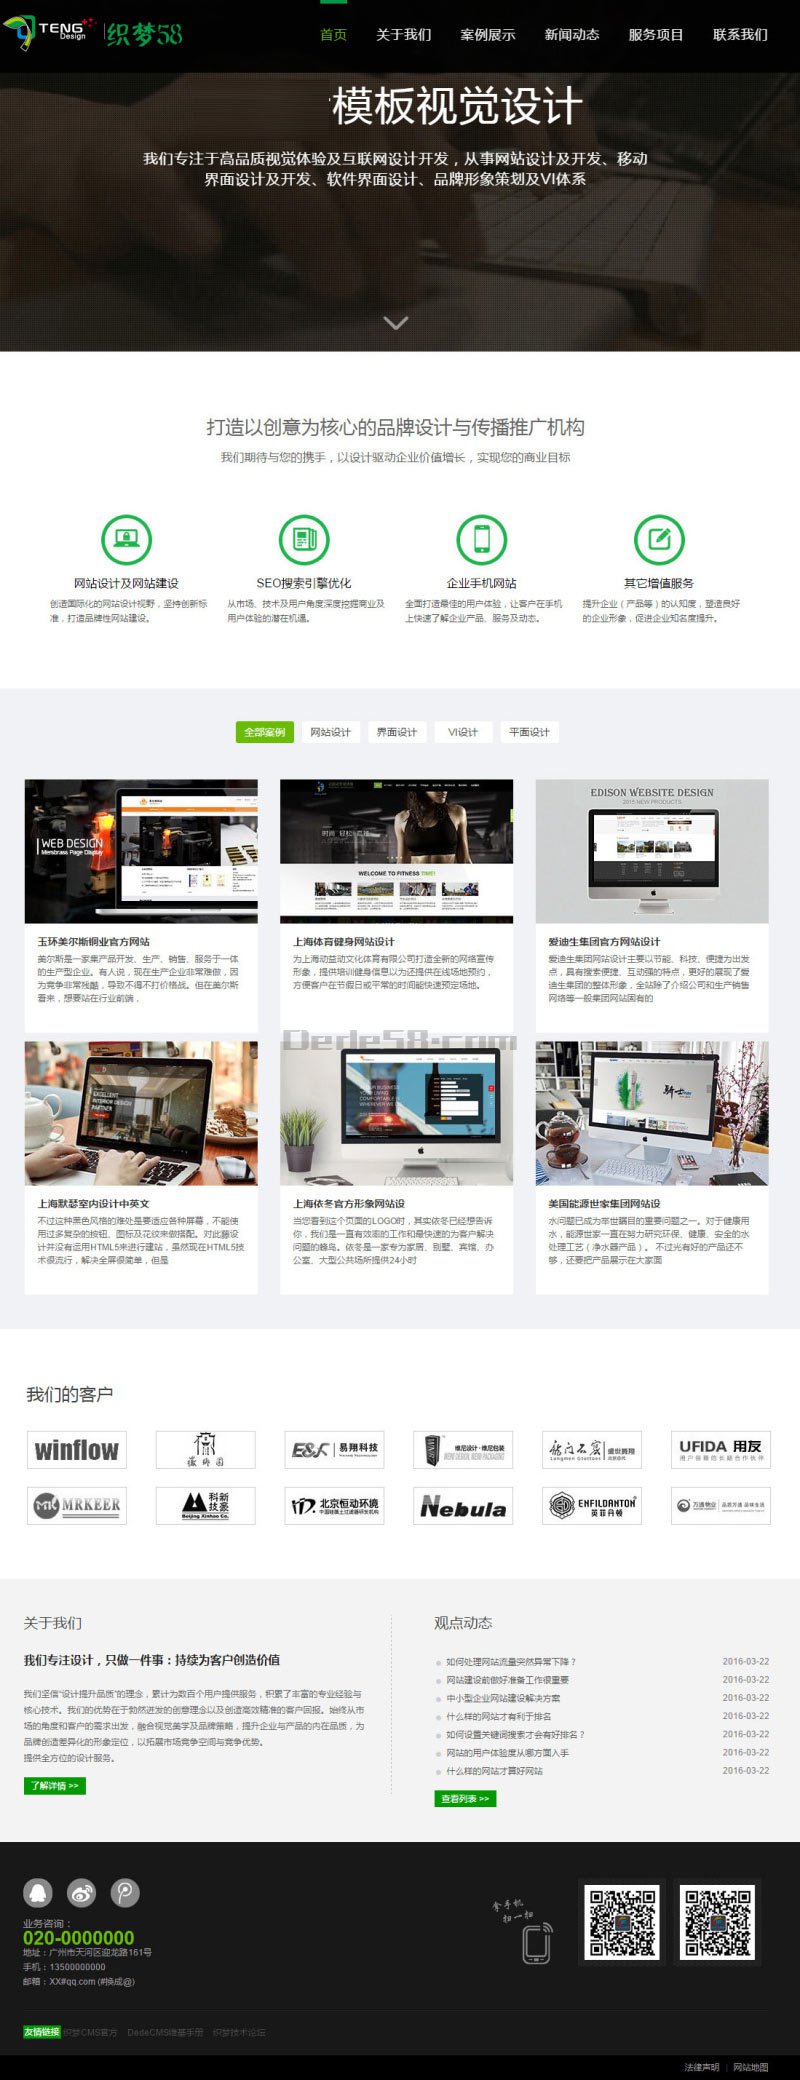 TENG
Design
织梦58
首页 关于我们 案例展示 新闻动态 服务项目 联系我们
模板视觉设计
我们专注于高品质视觉体验及互联网设计开发，从事网站设计及开发、移动
界面设计及开发、软件界面设计、品牌形象策划及VI体系
打造以创意为核心的品牌设计与传播推广机构
我们期待与您的携手，以设计驱动企业价值增长，实现您的商业目标
网站设计及网站建设
创造国际化的网站设计视野，坚持创新标
准，打造品牌性网站建设。
SEO搜索引擎优化
从市场、技术及用户角度深度挖掘商业及
用户体验的潜在机遇。
企业手机网站
全面打造最佳的用户体验，让客户在手机
上快速了解企业产品、服务及动态。
其它增值服务
提升企业（产品等）的认知度，塑造良好
的企业形象，促进企业知名度提升。
全部案例 网站设计 界面设计 VI设计 平面设计
WEB DESIGN
Membrass Page Display
玉环美尔斯铜业官方网站
美尔斯是一家集产品开发、生产、销售、服务于一体
的生产型企业。有人说，现在生产企业非常难做，因
为竞争非常残酷，导致不得不打价格战。但在美尔斯
看来，想要站在行业前端，
时尚 轻松 直独
WELCOME TO FITNESS TIME!
上海体育健身网站设计
为上海动益动文化体育有限公司打造全新的网络宣传
形象，提供培训健身信息以为还提供在线场地预约，
方便客户在节假日或平常的时间能快速预定场地。
EDISON WEBSITE DESIGN
2015 NEW PRODUCTS
爱迪生集团官方网站设计
爱迪生集团网站设计主要以节能、科技、便捷为出发
点，具有搜索便捷、互动强的特点，更好的展现了爱
迪生集团的整体形象，全站除了介绍公司和生产销售
网络等一般集团网站固有的
Dede58.com
EXCELLENT
INTERIOR DESIGN
PARTNER
上海默瑟室内设计中英文
不过这种黑色风格的难处是要适应各种屏幕，不能使
用过多复杂的按钮、图标及花纹来做搭配。对此藤设
计并没有运用HTML5来进行建站，虽然现在HTML5技
术很流行，解决全屏很简单，但是
上海依冬官方形象网站设
当您看到这个页面的LOGO时，其实依冬已经想告诉
你，我们是一直有效率的工作和最快速的为客户解决
问题的蜂鸟。依冬是一家专为家居、别墅、宾馆、办
公室、大型公共场所提供24小时
骑士
美国能源世家集团网站设
水问题已成为举世瞩目的重要问题之一。对于健康用
水，能源世家一直在努力研究环保、健康、安全的水
处理工艺（净水器产品）。不过光有好的产品还不
够，还要把产品展示在大家面
我们的客户
winflow
E&X 易翔科技
维尼设计·维尼包装
龙门石窟 盛世腾翔
Longmen Grottoes
UFIDA 用友
用户信赖的长期合作伙伴
MK MRKEER
科新技豪
Beijing Xinhao Co.
北京恒动环境
中国硅藻土过滤器研发机构
Nebula
ENFILDANTON
英菲丹顿
万通物业 品质万通 品味生活
关于我们
我们专注设计，只做一件事：持续为客户创造价值
我们坚信“设计提升品质”的理念，累计为数百个用户提供服务，积累了丰富的专业经验与
核心技术。我们的优势在于勃然迸发的创意理念以及创造高效精准的客户回报。始终从市
场的角度和客户的需求出发，融合视觉美学及品牌策略，提升企业与产品的内在品质，为
品牌创造差异化的形象定位，以拓展市场竞争空间与竞争优势。
提供全方位的设计服务。
了解详情 >>
观点动态
如何处理网站流量突然异常下降？ 2016-03-22
网站建设前做好准备工作很重要 2016-03-22
中小型企业网站建设解决方案 2016-03-22
什么样的网站才有利于排名 2016-03-22
如何设置关键词搜索才会有好排名？ 2016-03-22
网站的用户体验度从哪方面入手 2016-03-22
什么样的网站才算好网站 2016-03-22
查看列表 >>
业务咨询：
020-0000000
地址：广州市天河区迎龙路161号
手机：13500000000
邮箱：XX#qq.com (#换成@)
拿手机
扫一扫
友情链接 织梦CMS官方 DedeCMS维基手册 织梦技术论坛
法律声明 | 网站地图